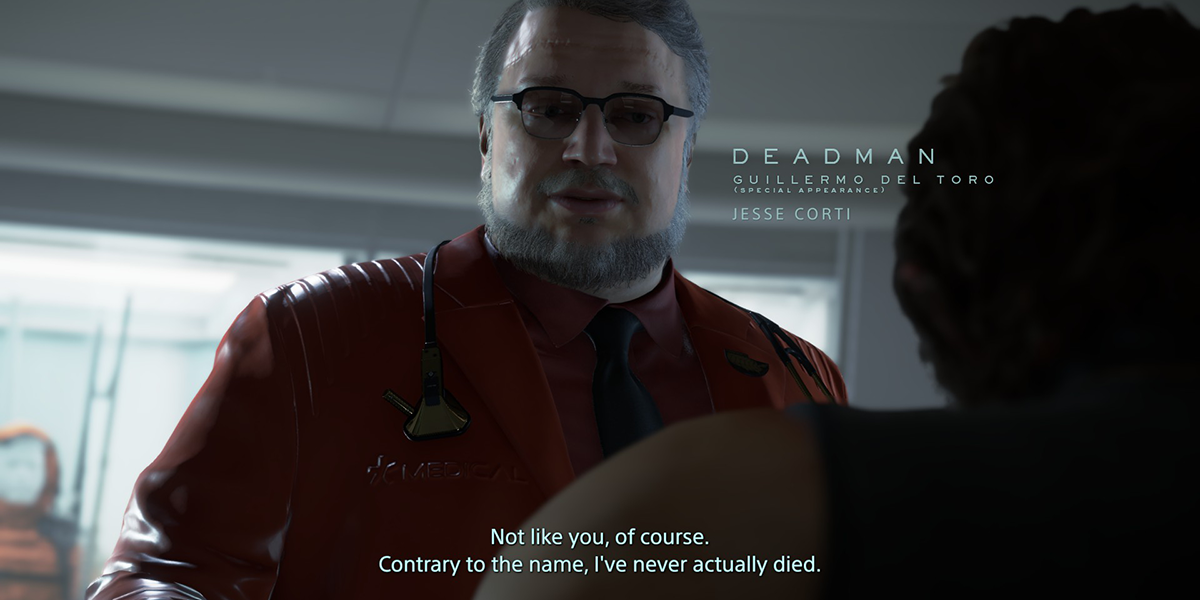 DEADMAN
GUILLERMO DEL TORO
(SPECIAL APPEARANCE)
JESSE CORTI
MEDICAL
Not like you, of course.
Contrary to the name, I've never actually died.